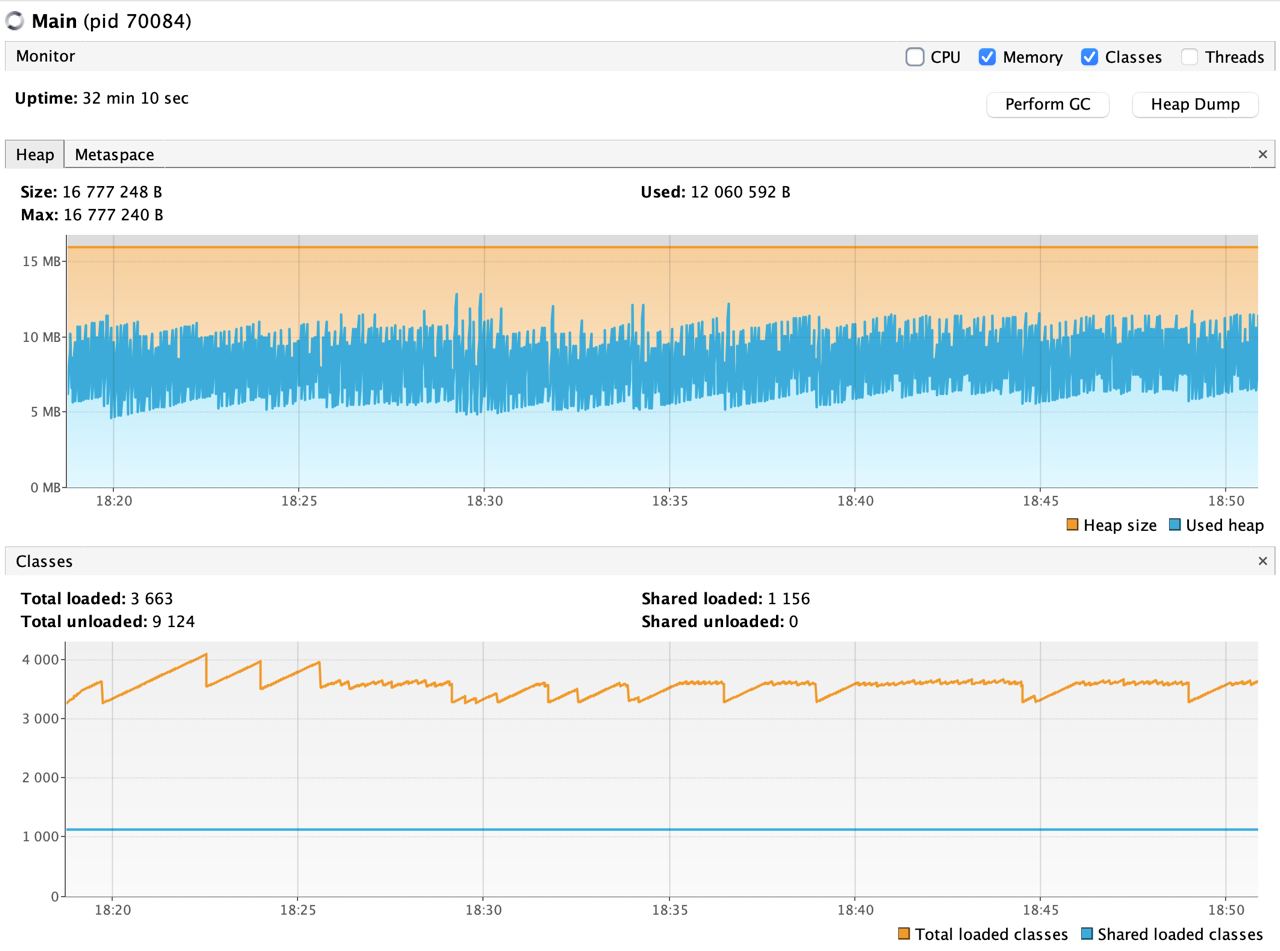 Main (pid 70084)
Monitor CPU Memory Classes Threads
Uptime: 32 min 10 sec Perform GC Heap Dump
Heap Metaspace ×
Size: 16 777 248 B Used: 12 060 592 B
Max: 16 777 240 B
15 MB
10 MB
5 MB
0 MB
18:20 18:25 18:30 18:35 18:40 18:45 18:50
Heap size Used heap
Classes ×
Total loaded: 3 663 Shared loaded: 1 156
Total unloaded: 9 124 Shared unloaded: 0
4 000
3 000
2 000
1 000
0
18:20 18:25 18:30 18:35 18:40 18:45 18:50
Total loaded classes Shared loaded classes